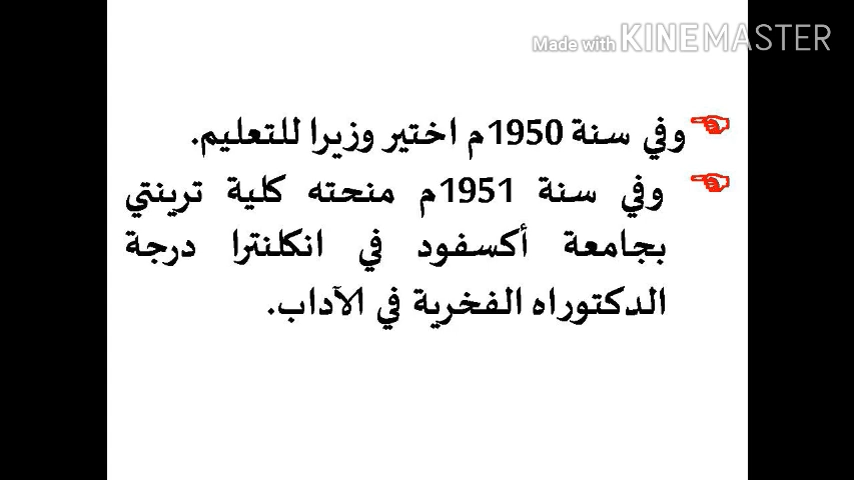 Made with KINEMASTER
وفي سنة 1950م اختير وزيرا للتعليم.
وفي سنة 1951م منحته كلية ترينتي
بجامعة أكسفود في انكلنترا درجة
الدكتوراه الفخرية في الآداب.